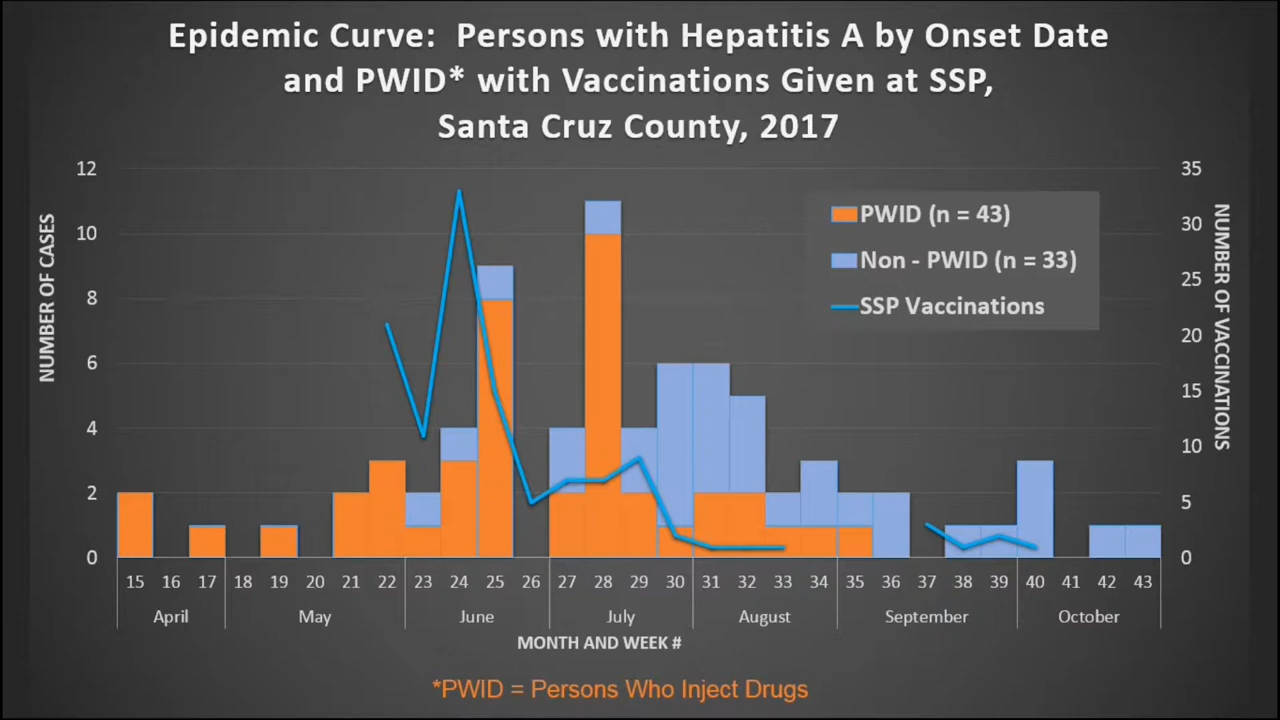 Epidemic Curve:  Persons with Hepatitis A by Onset Date
and PWID* with Vaccinations Given at SSP,
Santa Cruz County, 2017
12
10
8
6
4
2
0
NUMBER OF CASES
35
30
25
20
15
10
5
0
NUMBER OF VACCINATIONS
PWID (n = 43)
Non - PWID (n = 33)
SSP Vaccinations
15 16 17 18 19 20 21 22 23 24 25 26 27 28 29 30 31 32 33 34 35 36 37 38 39 40 41 42 43
April May June July August September October
MONTH AND WEEK #
*PWID = Persons Who Inject Drugs